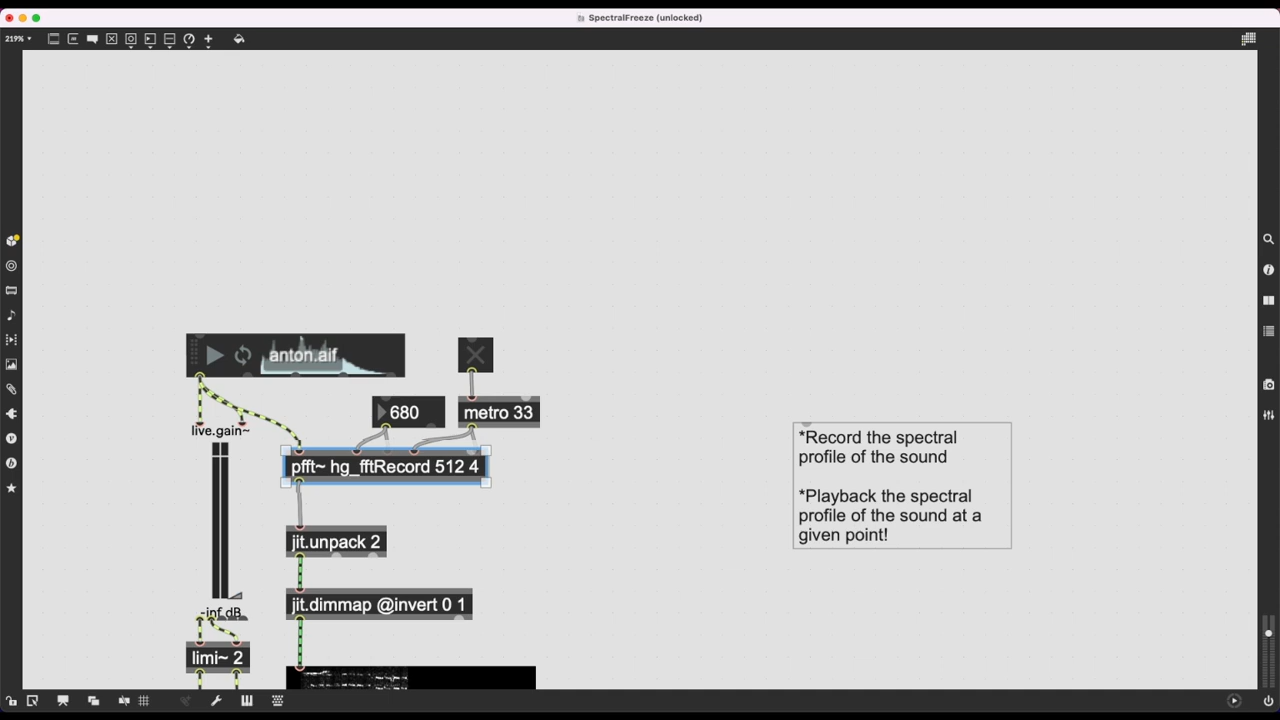 SpectralFreeze (unlocked)
219%
anton.aif
680
metro 33
live.gain~
pfft~ hg_fftRecord 512 4
*Record the spectral
profile of the sound
*Playback the spectral
profile of the sound at a
given point!
jit.unpack 2
jit.dimmap @invert 0 1
-inf dB
limi~ 2